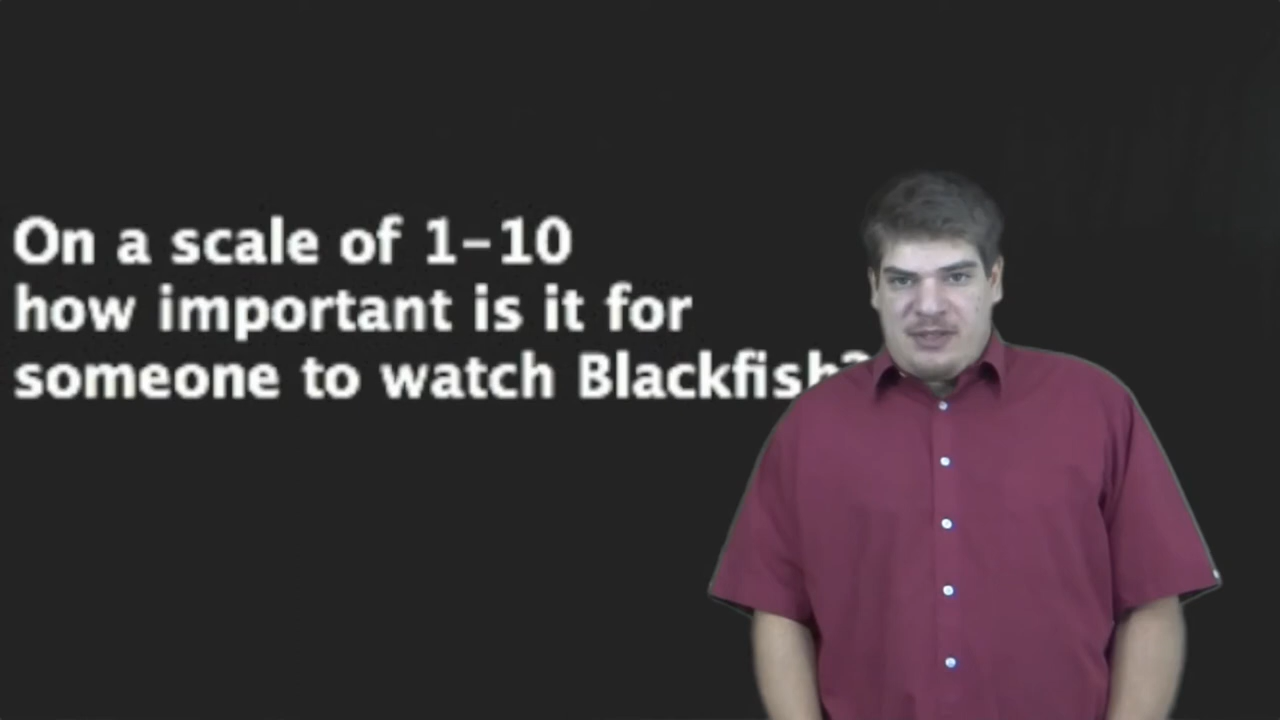 On a scale of 1-10
how important is it for
someone to watch Blackfish?